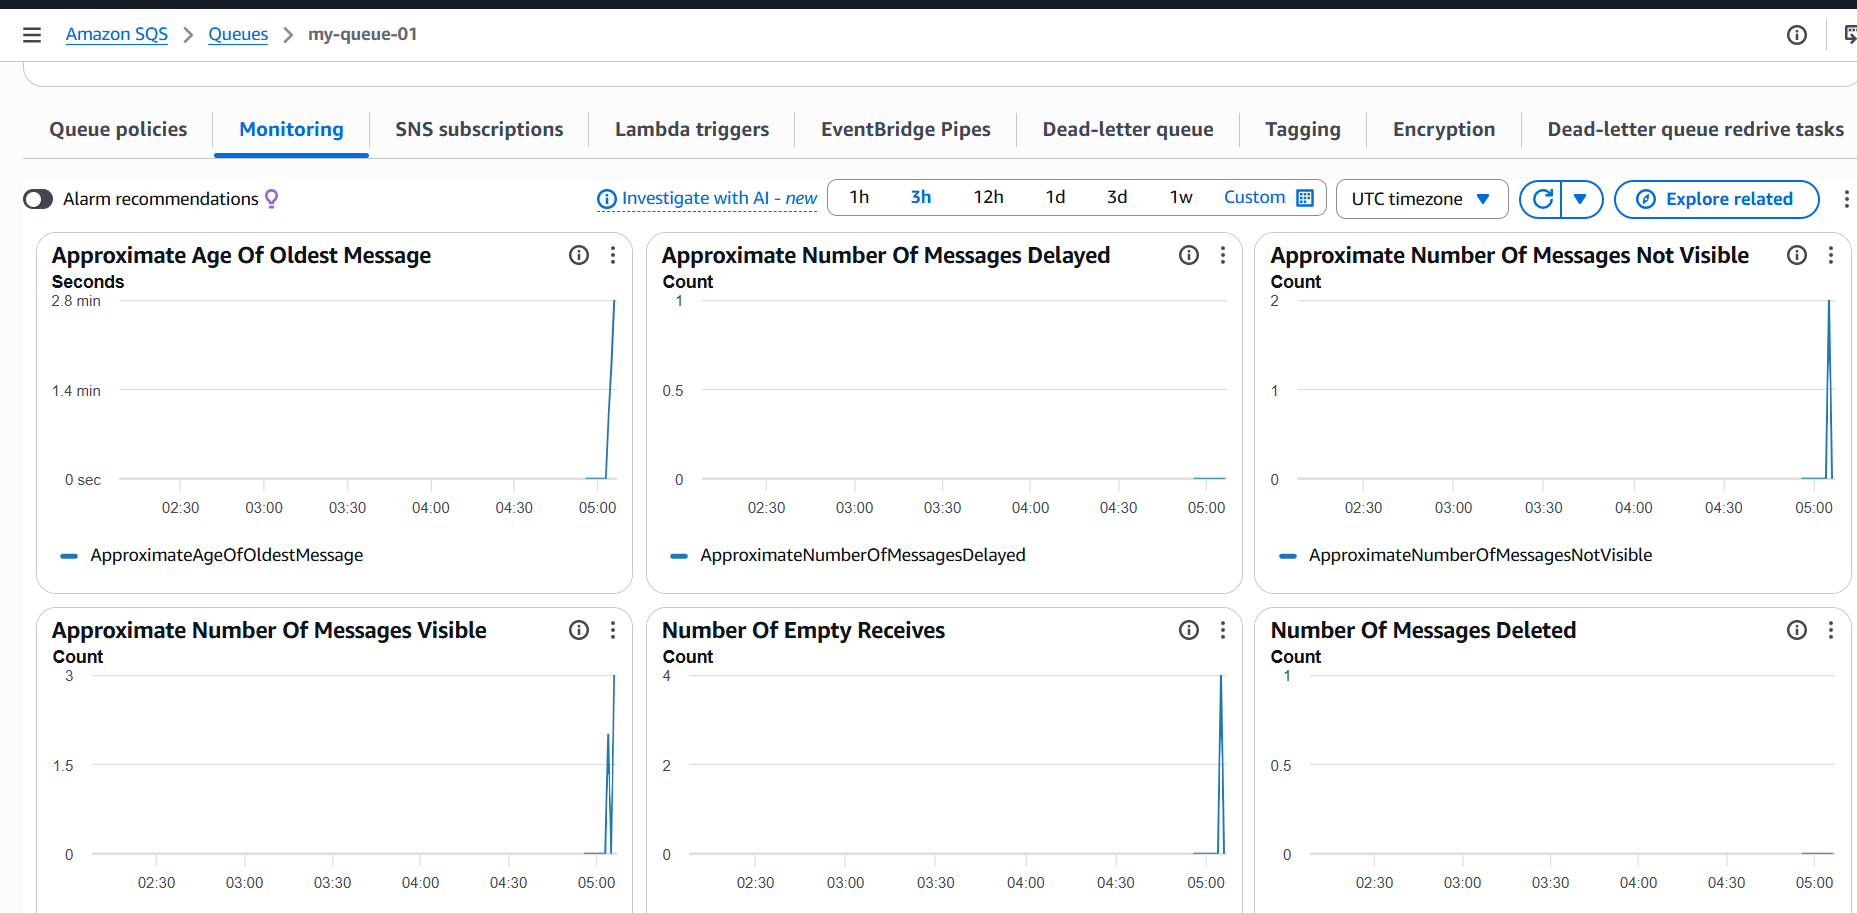 Amazon SQS > Queues > my-queue-01
Queue policies Monitoring SNS subscriptions Lambda triggers EventBridge Pipes Dead-letter queue Tagging Encryption Dead-letter queue redrive tasks
Alarm recommendations Investigate with AI - new 1h 3h 12h 1d 3d 1w Custom UTC timezone Explore related
Approximate Age Of Oldest Message
Seconds
2.8 min
1.4 min
0 sec
02:30 03:00 03:30 04:00 04:30 05:00
ApproximateAgeOfOldestMessage
Approximate Number Of Messages Delayed
Count
1
0.5
0
02:30 03:00 03:30 04:00 04:30 05:00
ApproximateNumberOfMessagesDelayed
Approximate Number Of Messages Not Visible
Count
2
1
0
02:30 03:00 03:30 04:00 04:30 05:00
ApproximateNumberOfMessagesNotVisible
Approximate Number Of Messages Visible
Count
3
1.5
0
02:30 03:00 03:30 04:00 04:30 05:00
Number Of Empty Receives
Count
4
2
0
02:30 03:00 03:30 04:00 04:30 05:00
Number Of Messages Deleted
Count
1
0.5
0
02:30 03:00 03:30 04:00 04:30 05:00